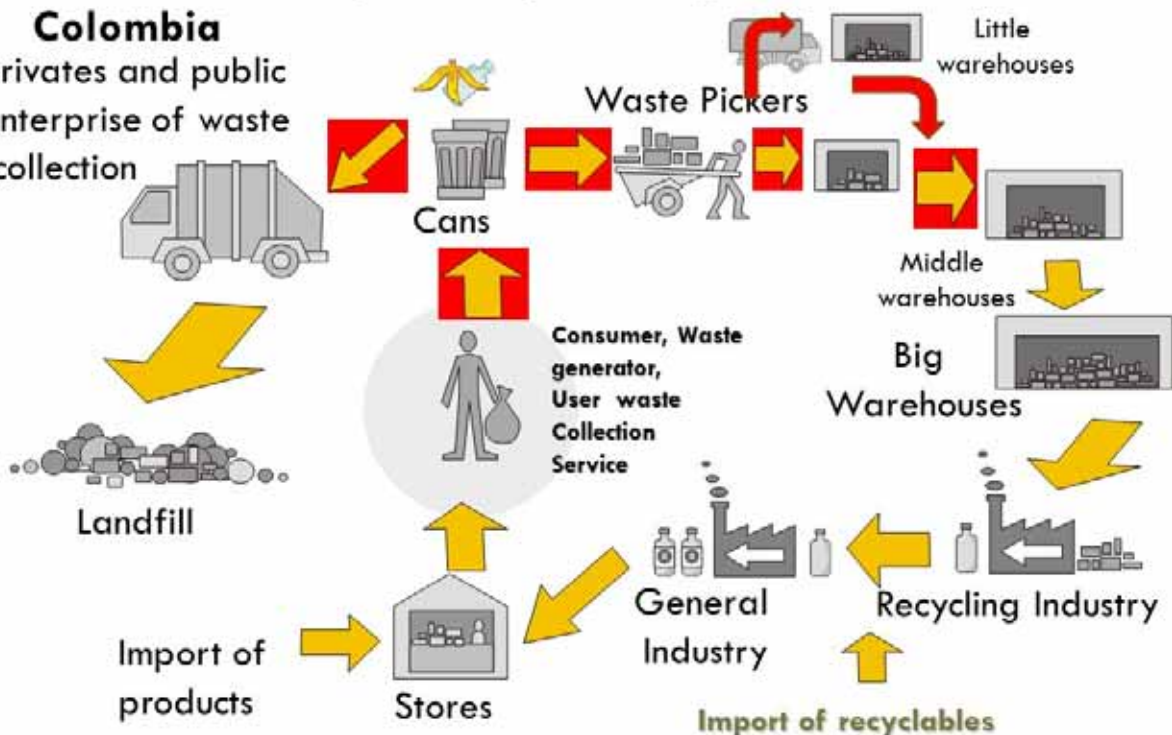 Colombia
rivates and public
nterprise of waste
collection
Little
warehouses
Waste Pickers
Cans
Middle
warehouses
Big
Warehouses
Consumer, Waste
generator,
User waste
Collection
Service
Landfill
General
Industry
Recycling Industry
Import of
products
Stores
Import of recyclables